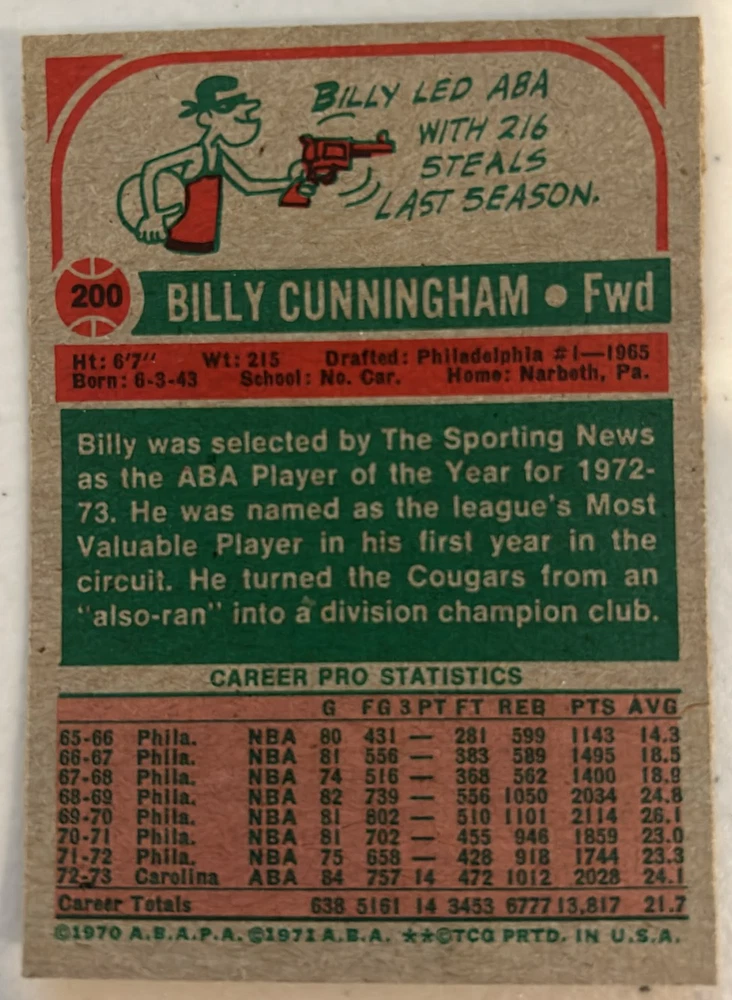 BILLY LED ABA
WITH 216
STEALS
LAST SEASON.
200 BILLY CUNNINGHAM • Fwd
Ht: 6'7" Wt: 215 Drafted: Philadelphia #1—1965
Born: 6-3-43 School: No. Car. Home: Narbeth, Pa.
Billy was selected by The Sporting News
as the ABA Player of the Year for 1972-
73. He was named as the league's Most
Valuable Player in his first year in the
circuit. He turned the Cougars from an
"also-ran" into a division champion club.
CAREER PRO STATISTICS
G FG 3 PT FT REB PTS AVG
65-66 Phila. NBA 80 431 — 281 599 1143 14.3
66-67 Phila. NBA 81 556 — 383 589 1495 18.5
67-68 Phila. NBA 74 516 — 368 562 1400 18.9
68-69 Phila. NBA 82 739 — 556 1050 2034 24.8
69-70 Phila. NBA 81 802 — 510 1101 2114 26.1
70-71 Phila. NBA 81 702 — 455 946 1859 23.0
71-72 Phila. NBA 75 658 — 428 918 1744 23.3
72-73 Carolina ABA 84 757 14 472 1012 2028 24.1
Career Totals 638 5161 14 3453 6777 13,817 21.7
©1970 A.B.A.P.A. ©1971 A.B.A. **©TCG PRTD. IN U.S.A.